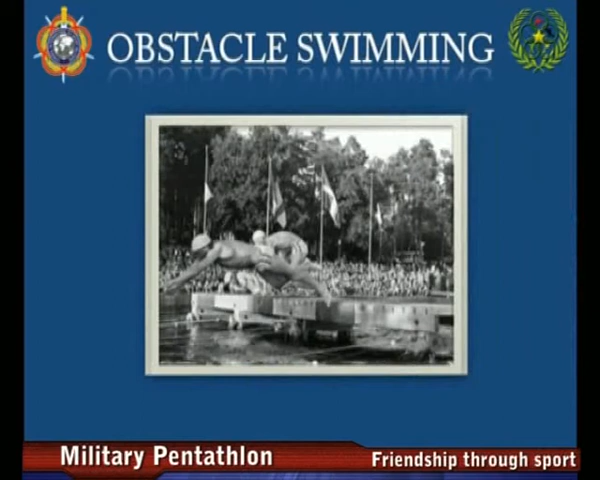 OBSTACLE SWIMMING
Military Pentathlon
Friendship through sport